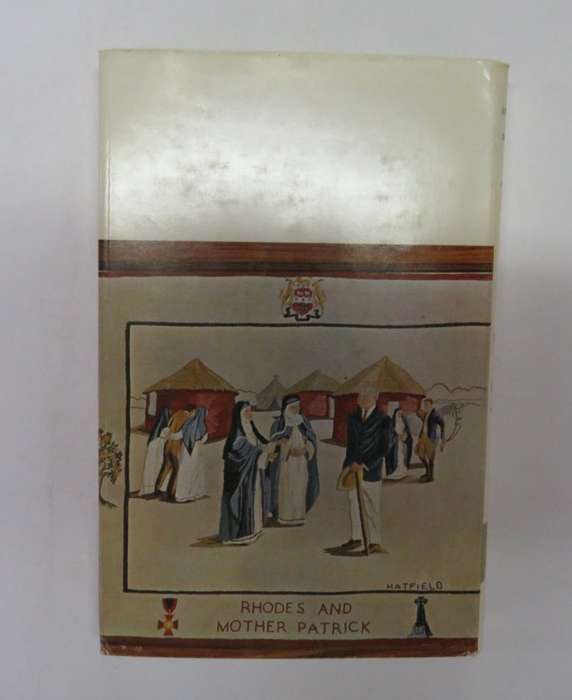 HATFIELD
RHODES AND
MOTHER PATRICK